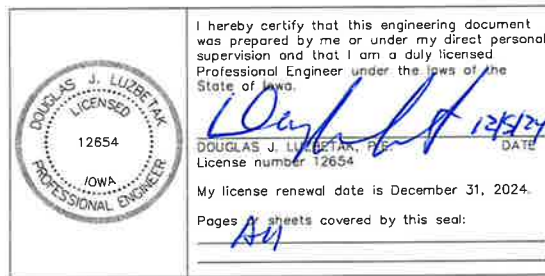 DOUGLAS J. LUZBETAK
LICENSED
12654
IOWA
PROFESSIONAL ENGINEER
I hereby certify that this engineering document
was prepared by me or under my direct personal
supervision and that I am a duly licensed
Professional Engineer under the laws of the
State of Iowa.
12/5/24
DOUGLAS J. LUZBETAK, P.E. DATE
License number 12654
My license renewal date is December 31, 2024.
Pages sheets covered by this seal:
All